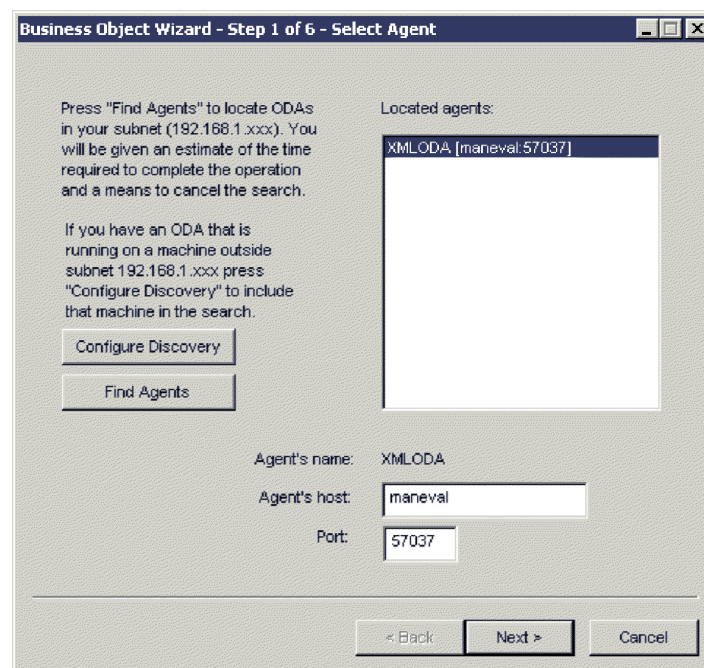 Business Object Wizard - Step 1 of 6 - Select Agent
Press "Find Agents" to locate ODAs
in your subnet (192.168.1.xxx). You
will be given an estimate of the time
required to complete the operation
and a means to cancel the search.
If you have an ODA that is
running on a machine outside
subnet 192.168.1.xxx press
"Configure Discovery" to include
that machine in the search.
Configure Discovery
Find Agents
Located agents:
XMLODA [maneval:57037]
Agent's name: XMLODA
Agent's host: maneval
Port: 57037
< Back Next > Cancel